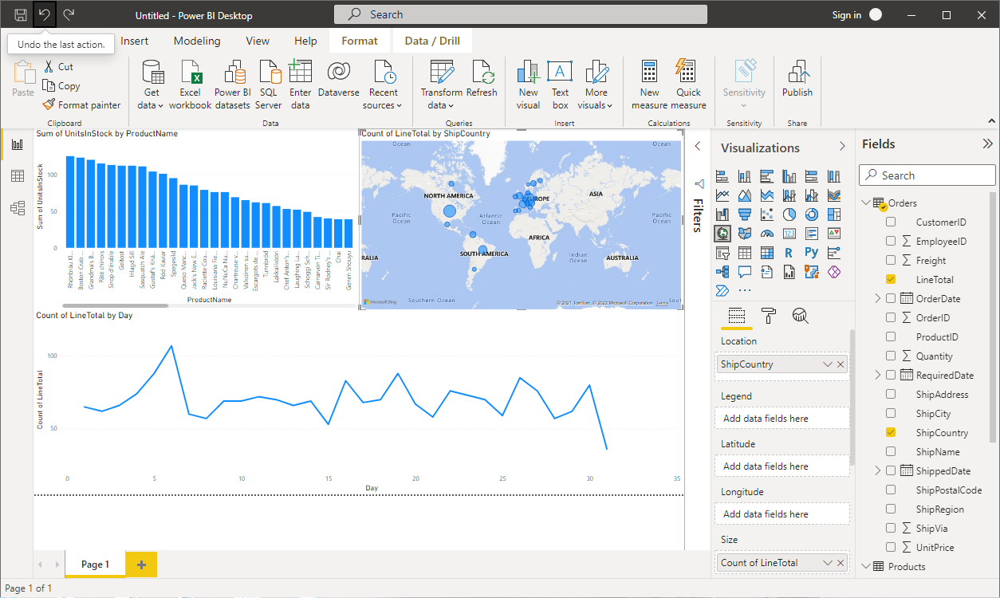 Untitled - Power BI Desktop
Search
Sign in
Undo the last action.
Insert
Modeling
View
Help
Format
Data / Drill
Paste
Cut
Copy
Format painter
Clipboard
Get data
Excel workbook
Power BI datasets
SQL Server
Enter data
Dataverse
Recent sources
Data
Transform data
Refresh
Queries
New visual
Text box
More visuals
Insert
New measure
Quick measure
Calculations
Sensitivity
Sensitivity
Publish
Share
Sum of UnitsInStock by ProductName
Sum of UnitsInStock
100
50
0
Rhönbräu Kl...
Boston Crab ...
Grandma's B...
Pâté chinois
Sirop d'érable
Geitost
Inlagd Sill
Sasquatch Ale
Gustaf's Knä...
Röd Kaviar
Spegesild
Queso Manc...
Jack's New E...
Raclette Cou...
Louisiana Fie...
NuNuCa Nu...
Chartreuse v...
Valkoinen su...
Escargots de ...
Tunnbröd
Lakkalikööri
Chef Anton's...
Laughing Lu...
Schoggi Sch...
Carnarvon Ti...
Sir Rodney's ...
Chai
Genen Shouyu
ProductName
Count of LineTotal by ShipCountry
Ocean
Ocean
NORTH AMERICA
EUROPE
ASIA
Pacific
Ocean
Atlantic
Ocean
Pacific
Ocean
AFRICA
RALIA
SOUTH AMERICA
Indian
Ocean
AUSTRALIA
Southern Ocean
Sout
Microsoft Bing
© 2021 TomTom, © 2022 Microsoft Corporation Terms
Count of LineTotal by Day
Count of LineTotal
100
50
0
5
10
15
20
25
30
35
Day
Filters
Visualizations
R
Py
123
...
Location
ShipCountry
Legend
Add data fields here
Latitude
Add data fields here
Longitude
Add data fields here
Size
Count of LineTotal
Fields
Search
Orders
CustomerID
EmployeeID
Freight
LineTotal
OrderDate
OrderID
ProductID
Quantity
RequiredDate
ShipAddress
ShipCity
ShipCountry
ShipName
ShippedDate
ShipPostalCode
ShipRegion
ShipVia
UnitPrice
Products
Page 1
Page 1 of 1